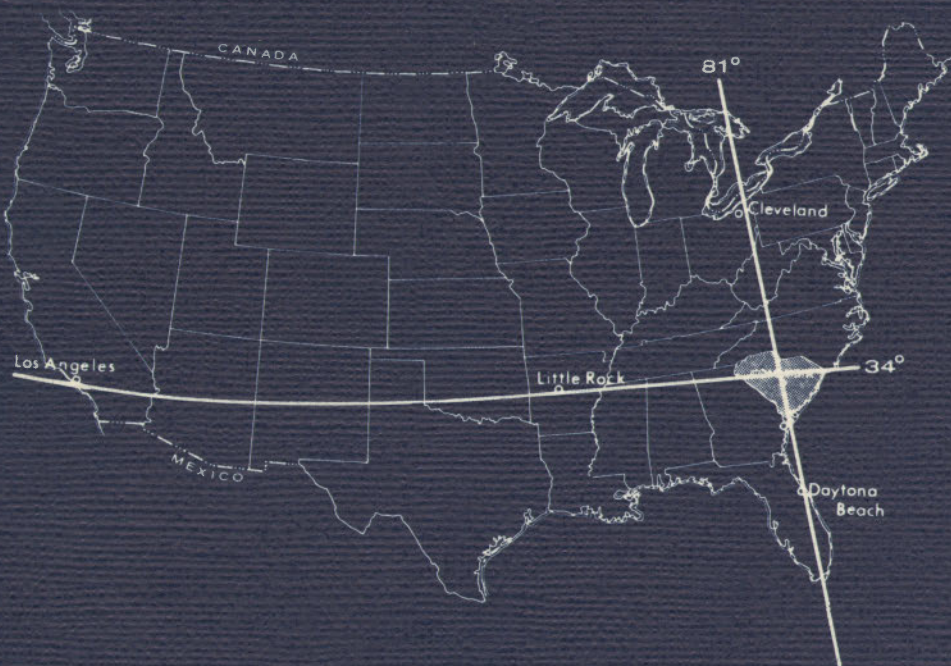 CANADA
81°
Cleveland
Los Angeles
Little Rock
34°
MEXICO
Daytona
Beach